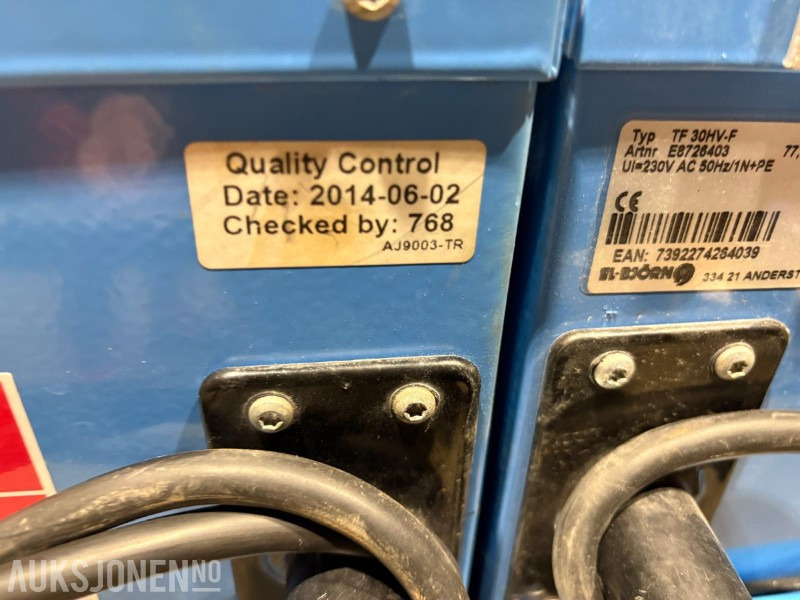 Quality Control
Date: 2014-06-02
Checked by: 768
AJ9003-TR
Typ TF 30HV-F
Artnr E8726403 77,
UI=230V AC 50Hz/1N+PE
CE
EAN: 7392274264039
EL-BJÖRN 334 21 ANDERST
AUKSJONEN.NO